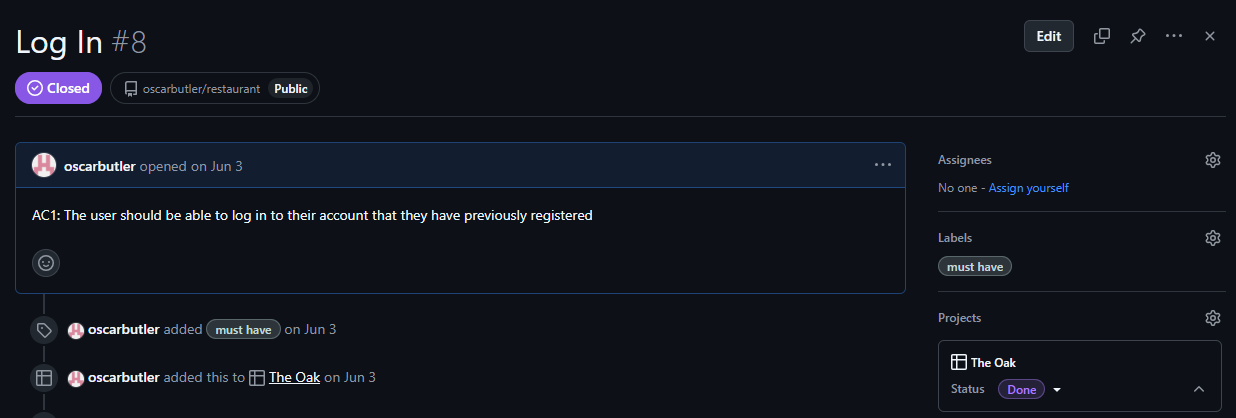 Log In #8
Edit
Closed
oscarbutler/restaurant Public
oscarbutler opened on Jun 3
AC1: The user should be able to log in to their account that they have previously registered
oscarbutler added must have on Jun 3
oscarbutler added this to The Oak on Jun 3
Assignees
No one - Assign yourself
Labels
must have
Projects
The Oak
Status Done